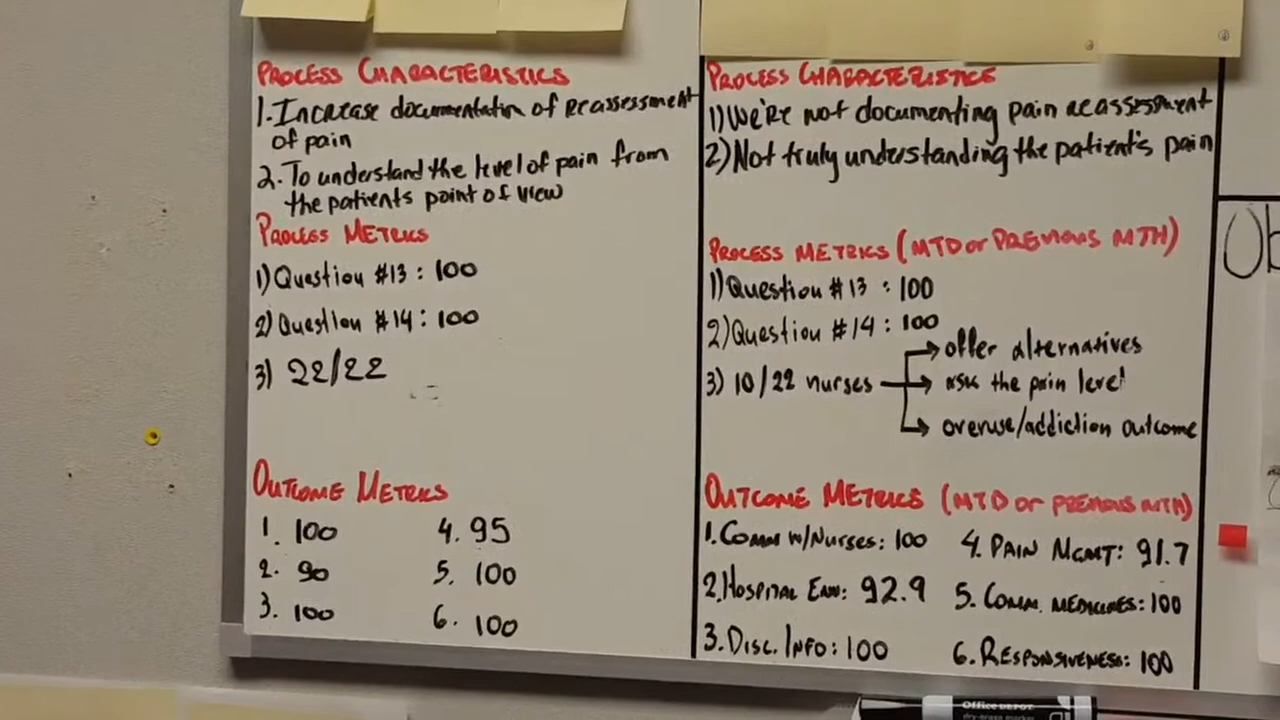 PROCESS CHARACTERISTICS
1. INCREASE documentation of REASSESSMENT
of pain
2. To understand the level of pain from
the patients point of view
PROCESS METRICS
1) Question #13 : 100
2) Question #14 : 100
3) 22/22
OUTCOME METRICS
1. 100
2. 90
3. 100
4. 95
5. 100
6. 100
PROCESS CHARACTERISTICS
1) WE'RE not documenting pain REASSESSMENT
2) Not truly understanding the patient's pain
PROCESS METRICS (MTD or PREVIOUS MTH)
1) Question #13 : 100
2) Question #14 : 100
3) 10/22 nurses
offer alternatives
ask the pain level
overuse/addiction outcome
OUTCOME METRICS (MTD or PREVIOUS MTH)
1. Comm w/Nurses: 100
2. HOSPITAL ENV: 92.9
3. DISC. INFO: 100
4. PAIN MGMT: 91.7
5. COMM. MEDICINES: 100
6. RESPONSIVENESS: 100
Ob
Office DEPOT
dry-erase marker